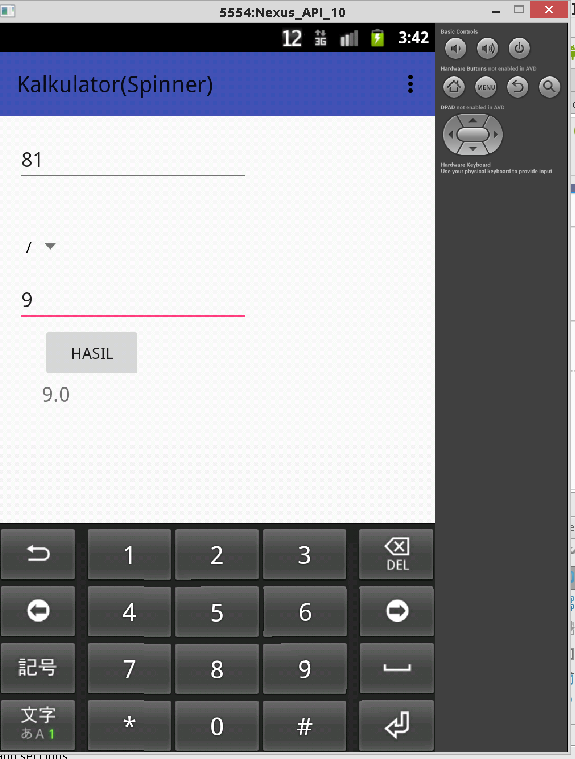 5554:Nexus_API_10
12 3G 3:42
Kalkulator(Spinner)
81
/
9
HASIL
9.0
1 2 3 DEL
4 5 6
記号 7 8 9
文字 あA1 * 0 #
Basic Controls
Hardware Buttons not enabled in AVD
MENU
DPAD not enabled in AVD
Hardware Keyboard
Use your physical keyboard to provide input